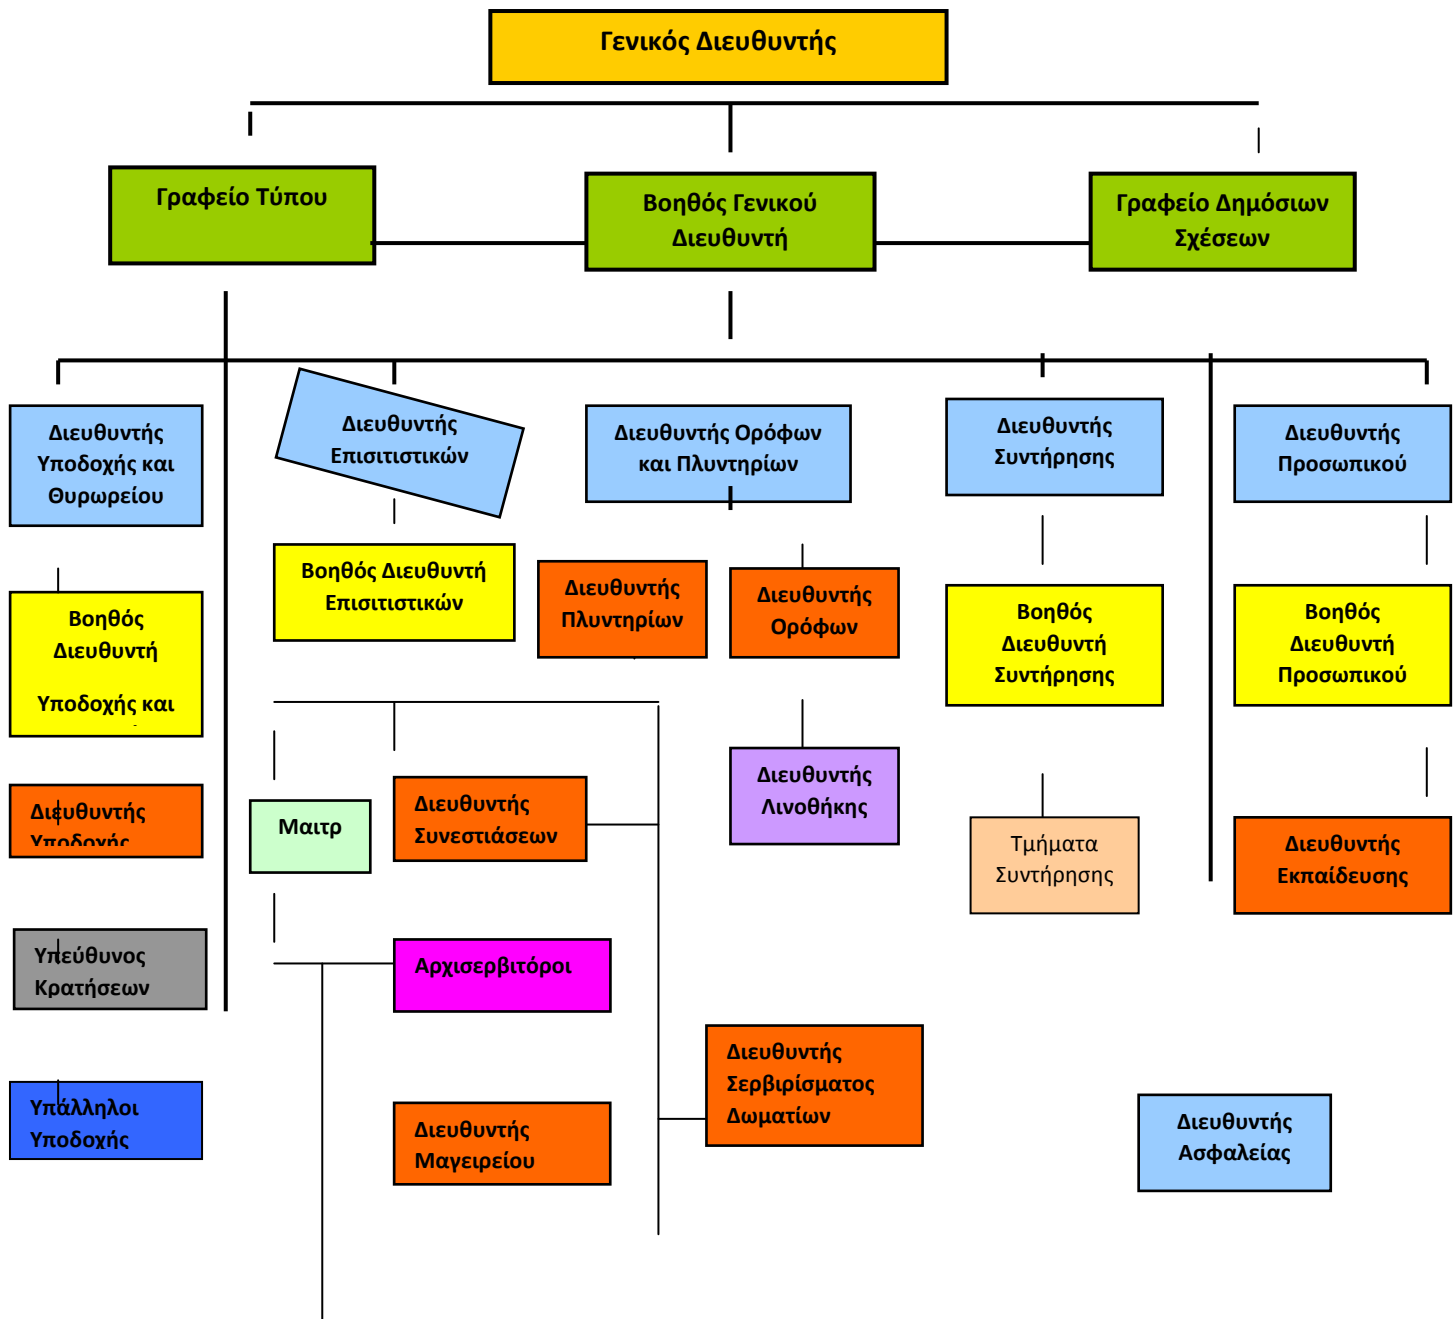 Γενικός Διευθυντής
Γραφείο Τύπου
Βοηθός Γενικού
Διευθυντή
Γραφείο Δημόσιων
Σχέσεων
Διευθυντής
Υποδοχής και
Θυρωρείου
Διευθυντής
Επισιτιστικών
Διευθυντής Ορόφων
και Πλυντηρίων
Διευθυντής
Συντήρησης
Διευθυντής
Προσωπικού
Βοηθός
Διευθυντή
Υποδοχής και
Βοηθός Διευθυντή
Επισιτιστικών
Διευθυντής
Πλυντηρίων
Διευθυντής
Ορόφων
Βοηθός
Διευθυντή
Συντήρησης
Βοηθός
Διευθυντή
Προσωπικού
Διευθυντής
Υποδοχής
Μαιτρ
Διευθυντής
Συνεστιάσεων
Διευθυντής
Λινοθήκης
Τμήματα
Συντήρησης
Διευθυντής
Εκπαίδευσης
Υπεύθυνος
Κρατήσεων
Αρχισερβιτόροι
Διευθυντής
Σερβιρίσματος
Δωματίων
Υπάλληλοι
Υποδοχής
Διευθυντής
Μαγειρείου
Διευθυντής
Ασφαλείας